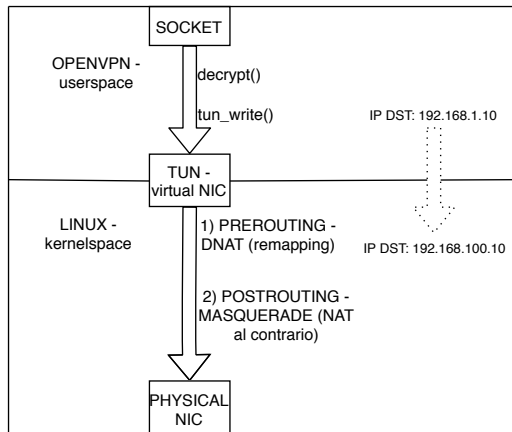 SOCKET
OPENVPN -
userspace
decrypt()
tun_write()
IP DST: 192.168.1.10
TUN -
virtual NIC
LINUX -
kernelspace
1) PREROUTING -
DNAT (remapping)
IP DST: 192.168.100.10
2) POSTROUTING -
MASQUERADE (NAT
al contrario)
PHYSICAL
NIC